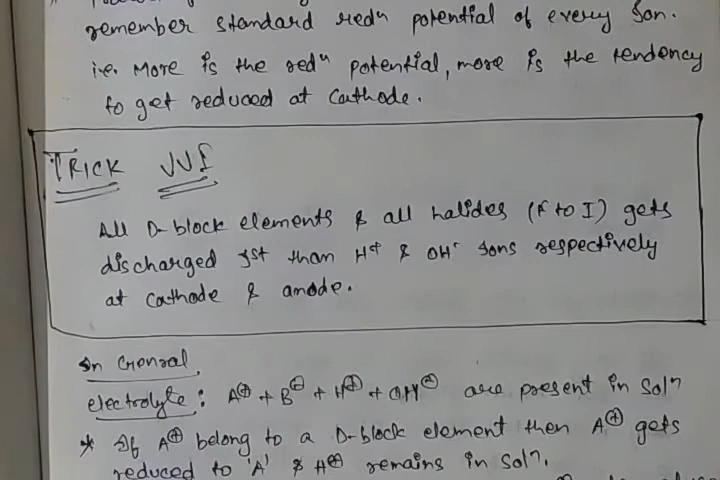 remember standard redⁿ potential of every Ion.
i.e. More is the redⁿ potential, more is the tendency
to get reduced at Cathode.
TRICK VVI
All D-block elements & all halides (F to I) gets
discharged Ist than H⁺ & OH⁻ Ions respectively
at cathode & anode.
In General,
electrolyte : A⊕ + B⊖ + H⊕ + OH⊖ are present in Solⁿ
* If A⊕ belong to a D-block element then A⊕ gets
reduced to 'A' & H⊕ remains in Solⁿ.